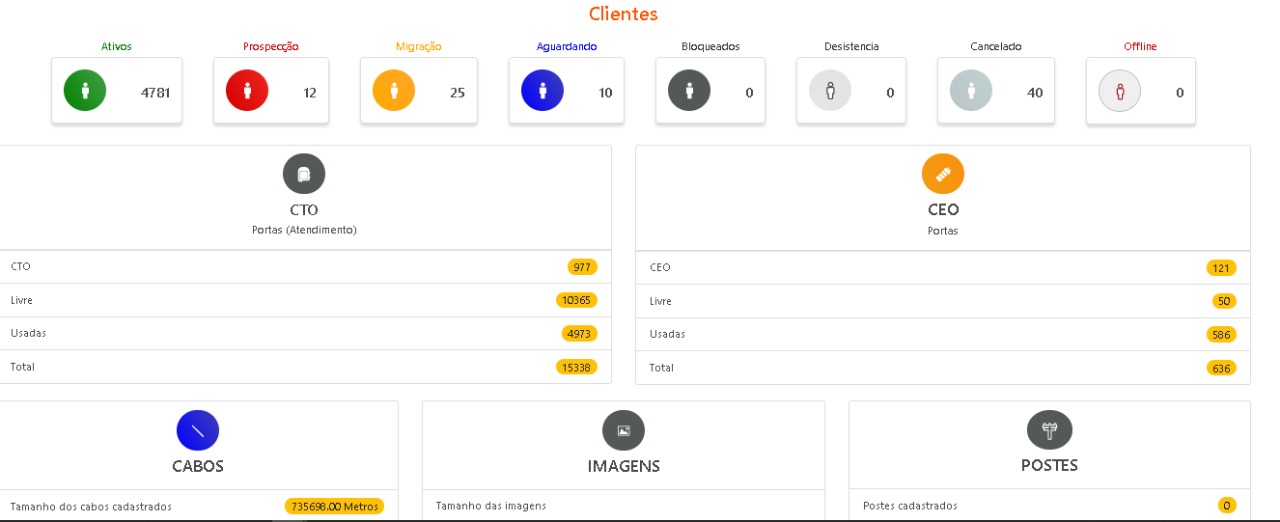 Clientes
Ativos Prospecção Migração Aguardando Bloqueados Desistencia Cancelado Offline
4781 12 25 10 0 0 40 0
CTO
Portas (Atendimento)
CTO 977
Livre 10365
Usadas 4973
Total 15338
CEO
Portas
CEO 121
Livre 50
Usadas 586
Total 636
CABOS
Tamanho dos cabos cadastrados 735698.00 Metros
IMAGENS
Tamanho das imagens
POSTES
Postes cadastrados 0